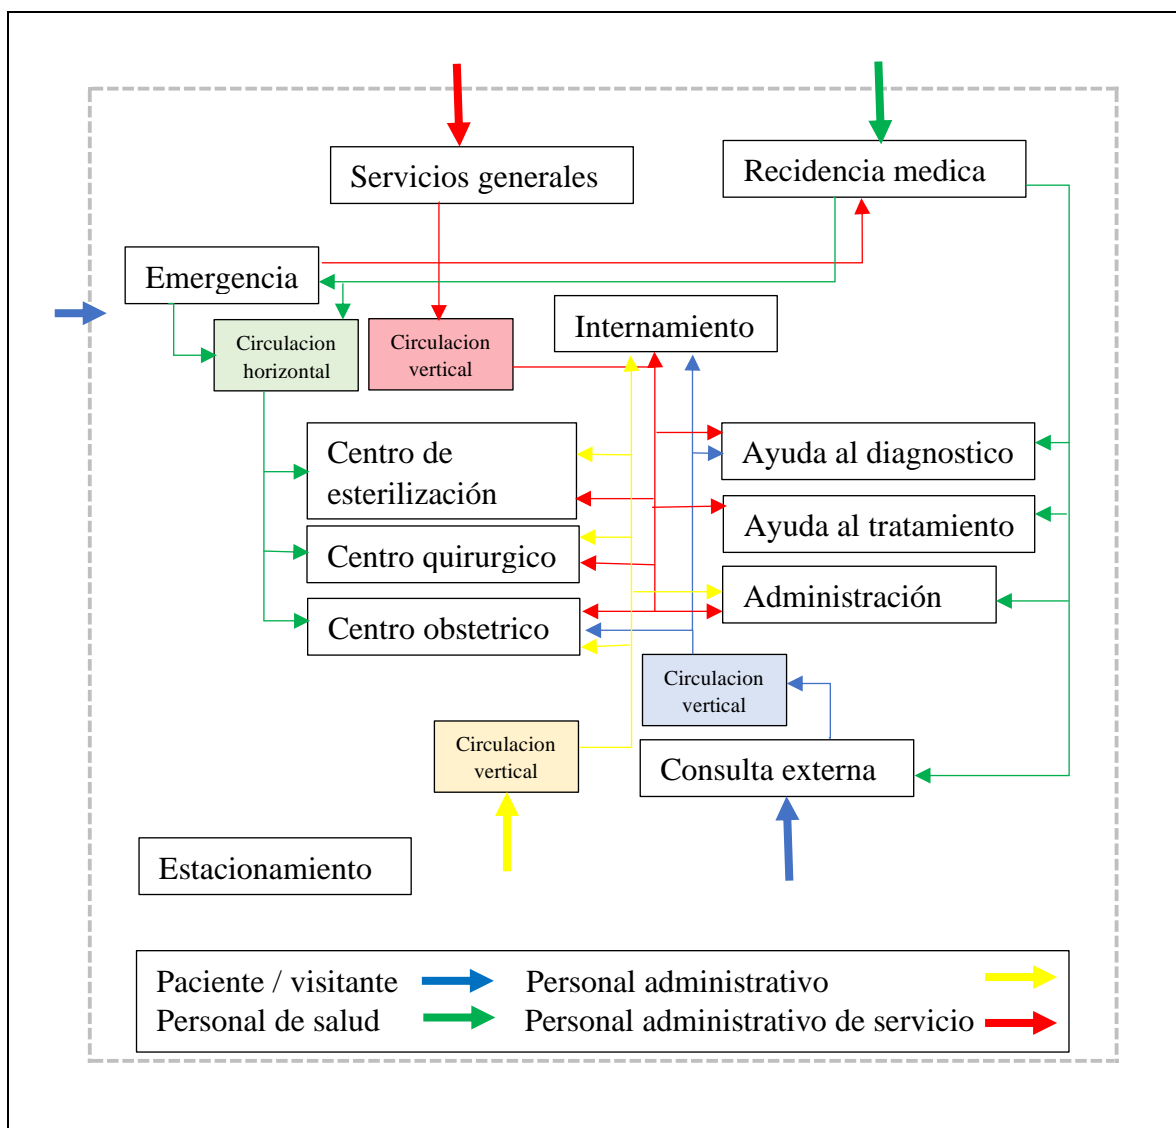 Servicios generales
Recidencia medica
Emergencia
Internamiento
Circulacion
horizontal
Circulacion
vertical
Centro de
esterilización
Ayuda al diagnostico
Centro quirurgico
Ayuda al tratamiento
Centro obstetrico
Administración
Circulacion
vertical
Circulacion
vertical
Consulta externa
Estacionamiento
Paciente / visitante
Personal administrativo
Personal de salud
Personal administrativo de servicio